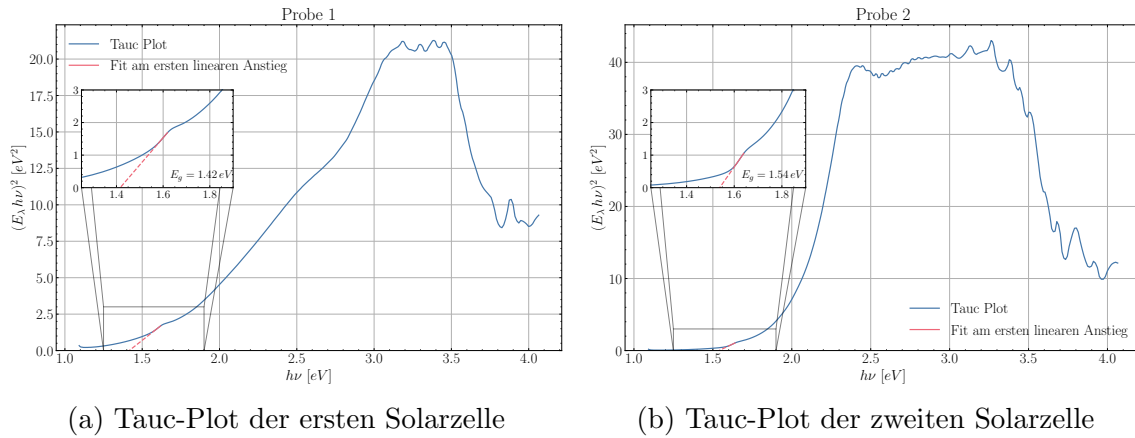 Probe 1
Tauc Plot
Fit am ersten linearen Anstieg
(E_λ hν)² [eV²]
20.0
17.5
15.0
12.5
10.0
7.5
5.0
2.5
0.0
3
2
1
0
1.4 1.6 1.8
E_g = 1.42 eV
1.0 1.5 2.0 2.5 3.0 3.5 4.0
hν [eV]
(a) Tauc-Plot der ersten Solarzelle
Probe 2
(E_λ hν)² [eV²]
40
30
20
10
0
3
2
1
0
1.4 1.6 1.8
E_g = 1.54 eV
Tauc Plot
Fit am ersten linearen Anstieg
1.0 1.5 2.0 2.5 3.0 3.5 4.0
hν [eV]
(b) Tauc-Plot der zweiten Solarzelle